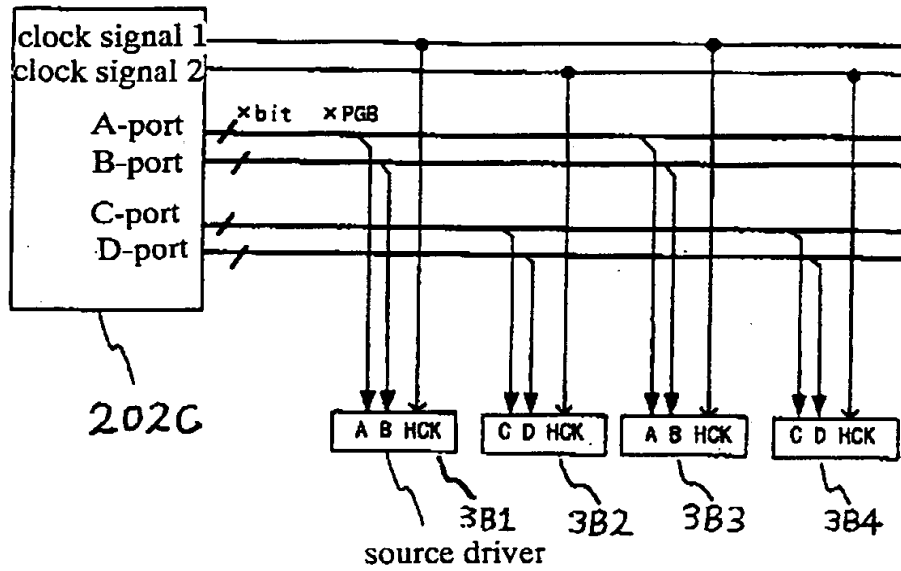 clock signal 1
clock signal 2
A-port
×bit ×PGB
B-port
C-port
D-port
202C
A B HCK
C D HCK
A B HCK
C D HCK
3B1
3B2
3B3
3B4
source driver